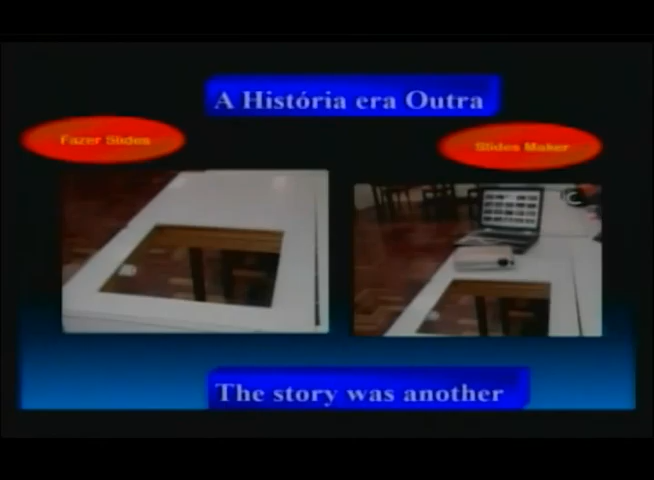 A História era Outra
Fazer Slides
Slides Maker
The story was another